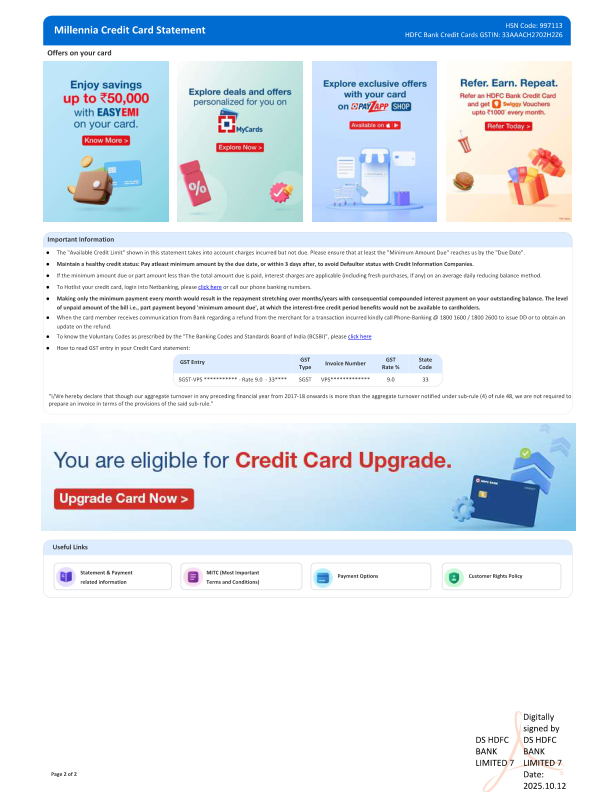 Millennia Credit Card Statement
HSN Code: 997113
HDFC Bank Credit Cards GSTIN: 33AAACH2702H2Z6
Offers on your card
Enjoy savings
up to ₹50,000
with EASYEMI
on your card.
Know More >
Explore deals and offers
personalized for you on
MyCards
Explore Now >
Explore exclusive offers
with your card
on PAYZAPP SHOP
Available on
Refer. Earn. Repeat.
Refer an HDFC Bank Credit Card
and get Swiggy Vouchers
upto ₹1000* every month.
Refer Today >
Important Information
● The "Available Credit Limit" shown in this statement takes into account charges incurred but not due. Please ensure that at least the "Minimum Amount Due" reaches us by the "Due Date".
● Maintain a healthy credit status: Pay atleast minimum amount by the due date, or within 3 days after, to avoid Defaulter status with Credit Information Companies.
● If the minimum amount due or part amount less than the total amount due is paid, interest charges are applicable (including fresh purchases, if any) on an average daily reducing balance method.
● To Hotlist your credit card, login into Netbanking, please click here or call our phone banking numbers.
● Making only the minimum payment every month would result in the repayment stretching over months/years with consequential compounded interest payment on your outstanding balance. The level
of unpaid amount of the bill i.e., part payment beyond 'minimum amount due', at which the interest-free credit period benefits would not be available to cardholders.
● When the card member receives communication from Bank regarding a refund from the merchant for a transaction incurred kindly call Phone-Banking @ 1800 1600 / 1800 2600 to issue DD or to obtain an
update on the refund.
● To know the Voluntary Codes as prescribed by the "The Banking Codes and Standards Board of India (BCSBI)", please click here
● How to read GST entry in your Credit Card statement:
GST Entry GST Type Invoice Number GST Rate % State Code
SGST-VPS *********** - Rate 9.0 - 33**** SGST VPS************* 9.0 33
"I/We hereby declare that though our aggregate turnover in any preceding financial year from 2017-18 onwards is more than the aggregate turnover notified under sub-rule (4) of rule 48, we are not required to
prepare an invoice in terms of the provisions of the said sub-rule."
You are eligible for Credit Card Upgrade.
Upgrade Card Now >
HDFC BANK
Useful Links
Statement & Payment
related information
MITC (Most Important
Terms and Conditions)
Payment Options
Customer Rights Policy
DS HDFC
BANK
LIMITED 7
Digitally
signed by
DS HDFC
BANK
LIMITED 7
Date:
2025.10.12
Page 2 of 2